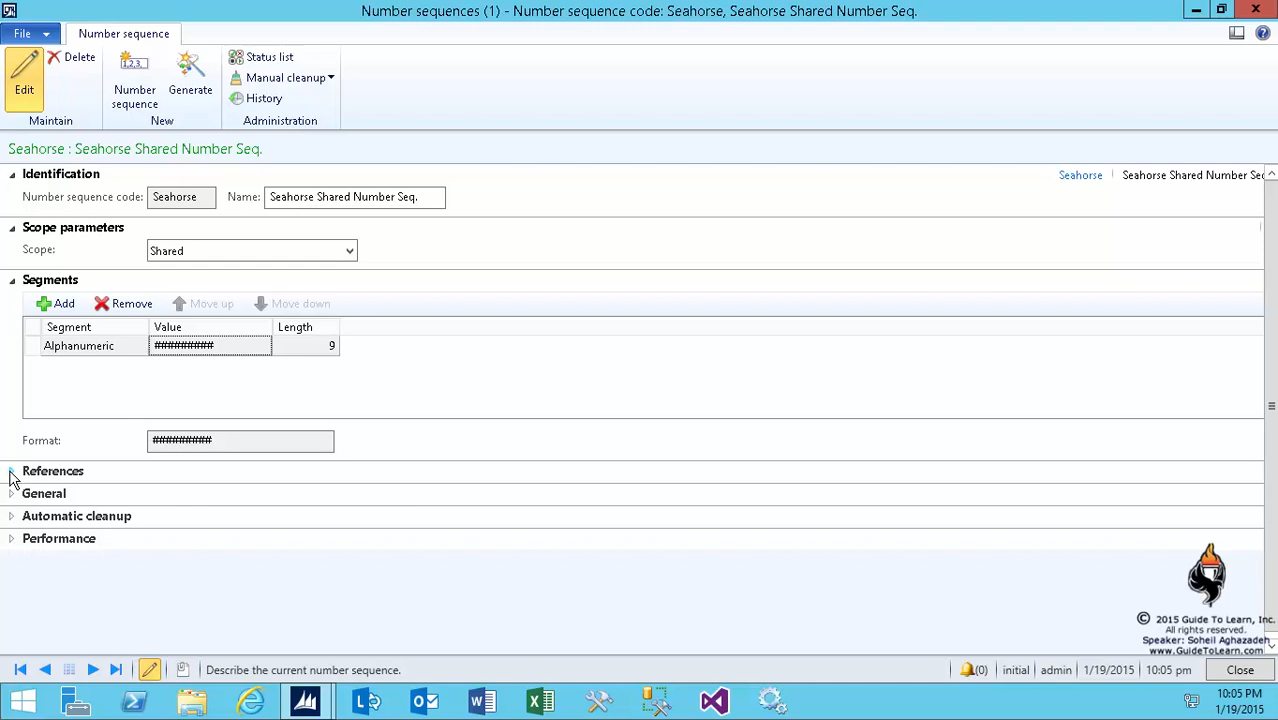 Number sequences (1) - Number sequence code: Seahorse, Seahorse Shared Number Seq.
File
Number sequence
Edit
Delete
Maintain
Number sequence
Generate
New
Status list
Manual cleanup
History
Administration
Seahorse : Seahorse Shared Number Seq.
Identification
Seahorse
Seahorse Shared Number Seq
Number sequence code: Seahorse
Name: Seahorse Shared Number Seq.
Scope parameters
Scope: Shared
Segments
Add Remove Move up Move down
Segment Value Length
Alphanumeric ######### 9
Format: #########
References
General
Automatic cleanup
Performance
© 2015 Guide To Learn, Inc.
All rights reserved.
Speaker: Soheil Aghazadeh
www.GuideToLearn.com
Describe the current number sequence.
(0) initial admin 1/19/2015 10:05 pm Close
10:05 PM
1/19/2015